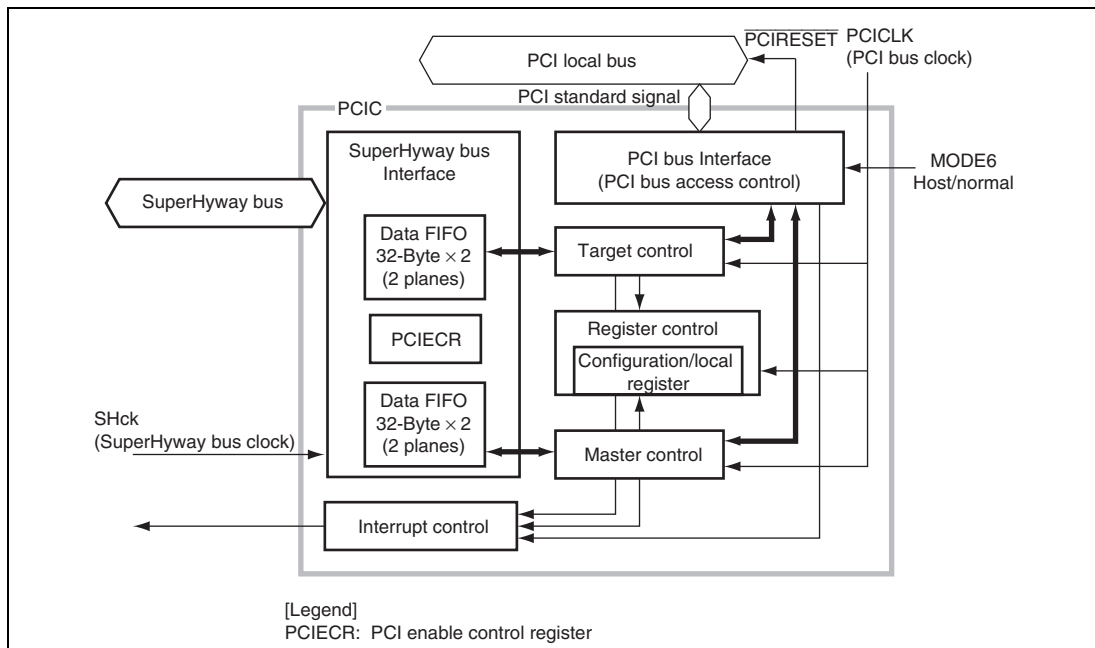 PCIRESET PCICLK
(PCI bus clock)
PCI local bus
PCI standard signal
PCIC
SuperHyway bus
Interface
PCI bus Interface
(PCI bus access control)
MODE6
Host/normal
SuperHyway bus
Data FIFO
32-Byte × 2
(2 planes)
Target control
Register control
PCIECR
Configuration/local
register
Data FIFO
32-Byte × 2
(2 planes)
SHck
(SuperHyway bus clock)
Master control
Interrupt control
[Legend]
PCIECR: PCI enable control register